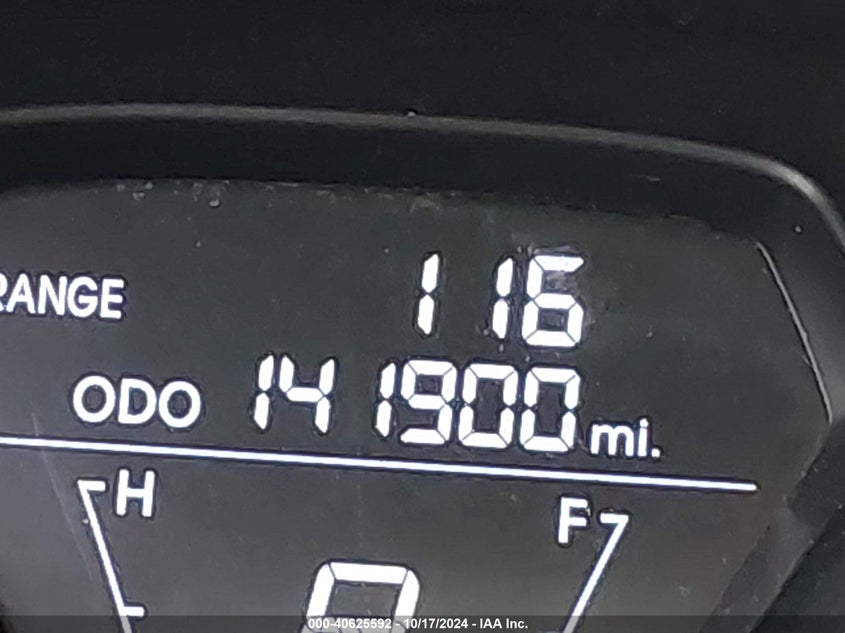 RANGE 116
ODO 141900 mi.
H F
000-40625592 - 10/17/2024 - IAA Inc.